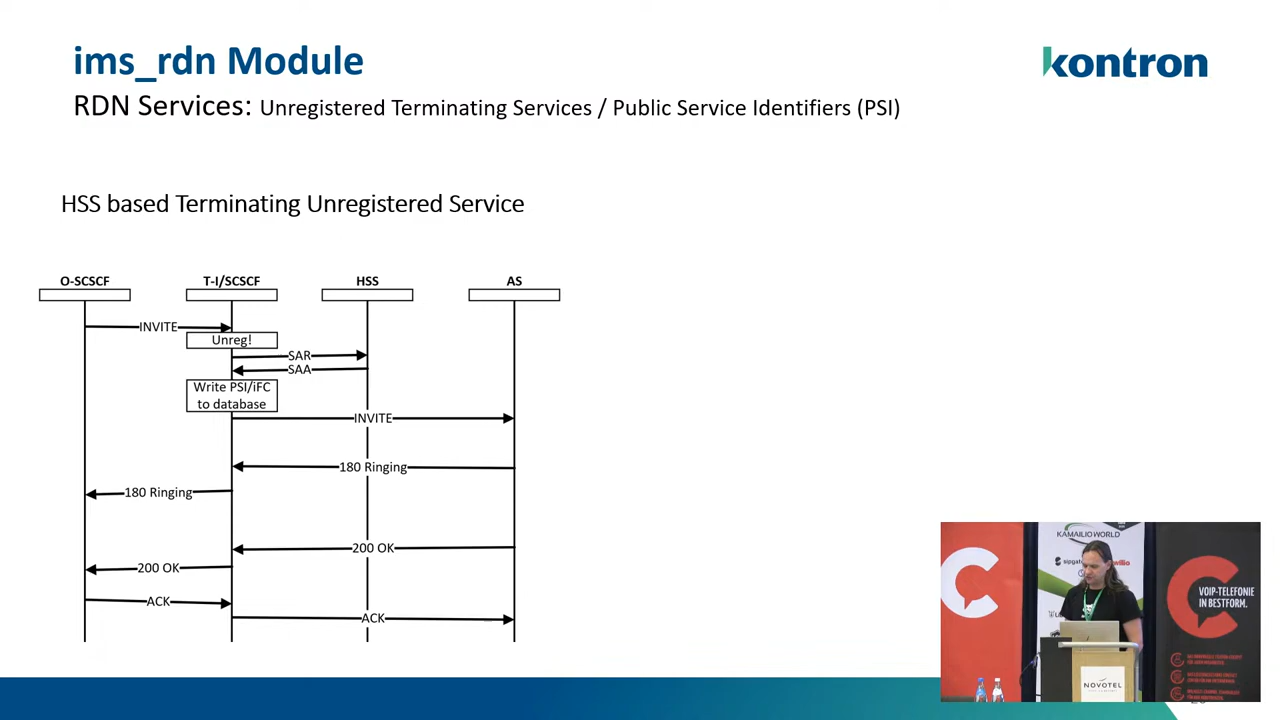 ims_rdn Module
kontron
RDN Services: Unregistered Terminating Services / Public Service Identifiers (PSI)
HSS based Terminating Unregistered Service
O-SCSCF
T-I/SCSCF
HSS
AS
INVITE
Unreg!
SAR
SAA
Write PSI/iFC
to database
INVITE
180 Ringing
180 Ringing
200 OK
200 OK
ACK
ACK
KAMAILIO WORLD
sipgate
VOIP-TELEFONIE
IN BESTFORM.
NOVOTEL